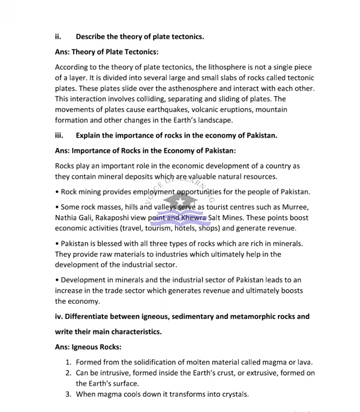 ii. Describe the theory of plate tectonics.
Ans: Theory of Plate Tectonics:
According to the theory of plate tectonics, the lithosphere is not a single piece
of a layer. It is divided into several large and small slabs of rocks called tectonic
plates. These plates slide over the asthenosphere and interact with each other.
This interaction involves colliding, separating and sliding of plates. The
movements of plates cause earthquakes, volcanic eruptions, mountain
formation and other changes in the Earth's landscape.
iii. Explain the importance of rocks in the economy of Pakistan.
Ans: Importance of Rocks in the Economy of Pakistan:
Rocks play an important role in the economic development of a country as
they contain mineral deposits which are valuable natural resources.
• Rock mining provides employment opportunities for the people of Pakistan.
• Some rock masses, hills and valleys serve as tourist centres such as Murree,
Nathia Gali, Rakaposhi view point and Khewra Salt Mines. These points boost
economic activities (travel, tourism, hotels, shops) and generate revenue.
• Pakistan is blessed with all three types of rocks which are rich in minerals.
They provide raw materials to industries which ultimately help in the
development of the industrial sector.
• Development in minerals and the industrial sector of Pakistan leads to an
increase in the trade sector which generates revenue and ultimately boosts
the economy.
iv. Differentiate between igneous, sedimentary and metamorphic rocks and
write their main characteristics.
Ans: Igneous Rocks:
1. Formed from the solidification of molten material called magma or lava.
2. Can be intrusive, formed inside the Earth's crust, or extrusive, formed on
the Earth's surface.
3. When magma cools down it transforms into crystals.